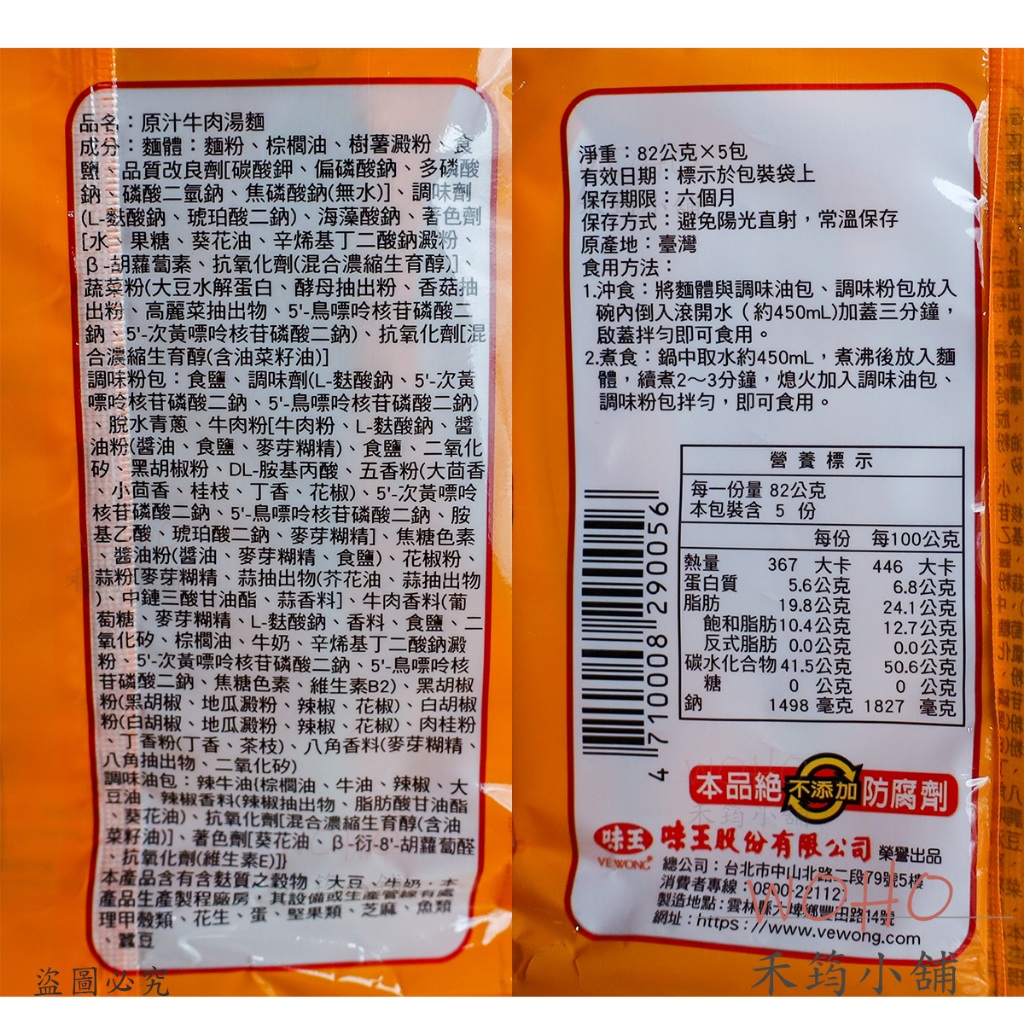 品名：原汁牛肉湯麵
成分：麵體：麵粉、棕櫚油、樹薯澱粉、食
鹽、品質改良劑[碳酸鉀、偏磷酸鈉、多磷酸
鈉、磷酸二氫鈉、焦磷酸鈉(無水)]、調味劑
(L-麩酸鈉、琥珀酸二鈉)、海藻酸鈉、著色劑
[水、果糖、葵花油、辛烯基丁二酸鈉澱粉、
β-胡蘿蔔素、抗氧化劑(混合濃縮生育醇)]、
蔬菜粉(大豆水解蛋白、酵母抽出粉、香菇抽
出粉、高麗菜抽出物、5'-鳥嘌呤核苷磷酸二
鈉、5'-次黃嘌呤核苷磷酸二鈉)、抗氧化劑[混
合濃縮生育醇(含油菜籽油)]
調味粉包：食鹽、調味劑(L-麩酸鈉、5'-次黃
嘌呤核苷磷酸二鈉、5'-鳥嘌呤核苷磷酸二鈉)
、脫水青蔥、牛肉粉[牛肉粉、L-麩酸鈉、醬
油粉(醬油、食鹽、麥芽糊精)、食鹽、二氧化
矽、黑胡椒粉、DL-胺基丙酸、五香粉(大茴香
、小茴香、桂枝、丁香、花椒)、5'-次黃嘌呤
核苷磷酸二鈉、5'-鳥嘌呤核苷磷酸二鈉、胺
基乙酸、琥珀酸二鈉、麥芽糊精]、焦糖色素
、醬油粉(醬油、麥芽糊精、食鹽)、花椒粉、
蒜粉[麥芽糊精、蒜抽出物(芥花油、蒜抽出物
)、中鏈三酸甘油酯、蒜香料]、牛肉香料(葡
萄糖、麥芽糊精、L-麩酸鈉、香料、食鹽、二
氧化矽、棕櫚油、牛奶、辛烯基丁二酸鈉澱
粉、5'-次黃嘌呤核苷磷酸二鈉、5'-鳥嘌呤核
苷磷酸二鈉、焦糖色素、維生素B2)、黑胡椒
粉(黑胡椒、地瓜澱粉、辣椒、花椒)、白胡椒
粉(白胡椒、地瓜澱粉、辣椒、花椒)、肉桂粉
、丁香粉(丁香、茶枝)、八角香料(麥芽糊精、
八角抽出物、二氧化矽)
調味油包：辣牛油{棕櫚油、牛油、辣椒、大
豆油、辣椒香料(辣椒抽出物、脂肪酸甘油酯
、葵花油)、抗氧化劑[混合濃縮生育醇(含油
菜籽油)]、著色劑[葵花油、β-衍-8'-胡蘿蔔醛
、抗氧化劑(維生素E)]}
本產品含有含麩質之穀物、大豆、牛奶，本
產品生產製程廠房，其設備或生產管線有處
理甲殼類、花生、蛋、堅果類、芝麻、魚類
、蠶豆
盜圖必究
淨重：82公克×5包
有效日期：標示於包裝袋上
保存期限：六個月
保存方式：避免陽光直射，常溫保存
原產地：臺灣
食用方法：
1.沖食：將麵體與調味油包、調味粉包放入
碗內倒入滾開水（約450mL)加蓋三分鐘，
啟蓋拌勻即可食用。
2.煮食：鍋中取水約450mL，煮沸後放入麵
體，續煮2～3分鐘，熄火加入調味油包、
調味粉包拌勻，即可食用。
營養標示
每一份量 82公克
本包裝含 5 份
每份 每100公克
熱量 367 大卡 446 大卡
蛋白質 5.6公克 6.8公克
脂肪 19.8公克 24.1公克
飽和脂肪 10.4公克 12.7公克
反式脂肪 0.0公克 0.0公克
碳水化合物 41.5公克 50.6公克
糖 0 公克 0 公克
鈉 1498 毫克 1827 毫克
4 710008 290056
本品絕不添加防腐劑
味王 VE WONG 味王股份有限公司 榮譽出品
總公司：台北市中山北路二段79號5樓
消費者專線：0800-221121
製造地點：雲林縣大埤鄉豐田路14號
網址：https://www.vewong.com
WOHO
禾筠小舖